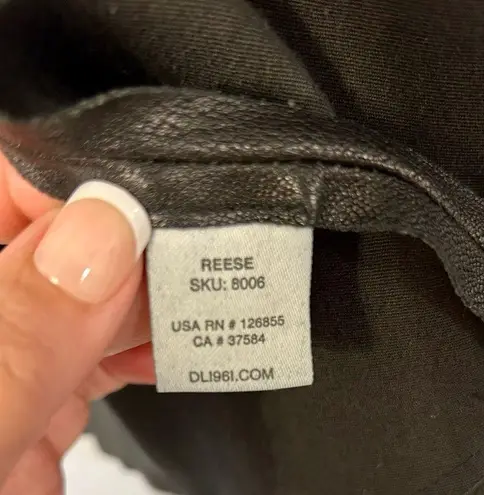 REESE
SKU: 8006
USA RN # 126855
CA # 37584
DL1961.COM